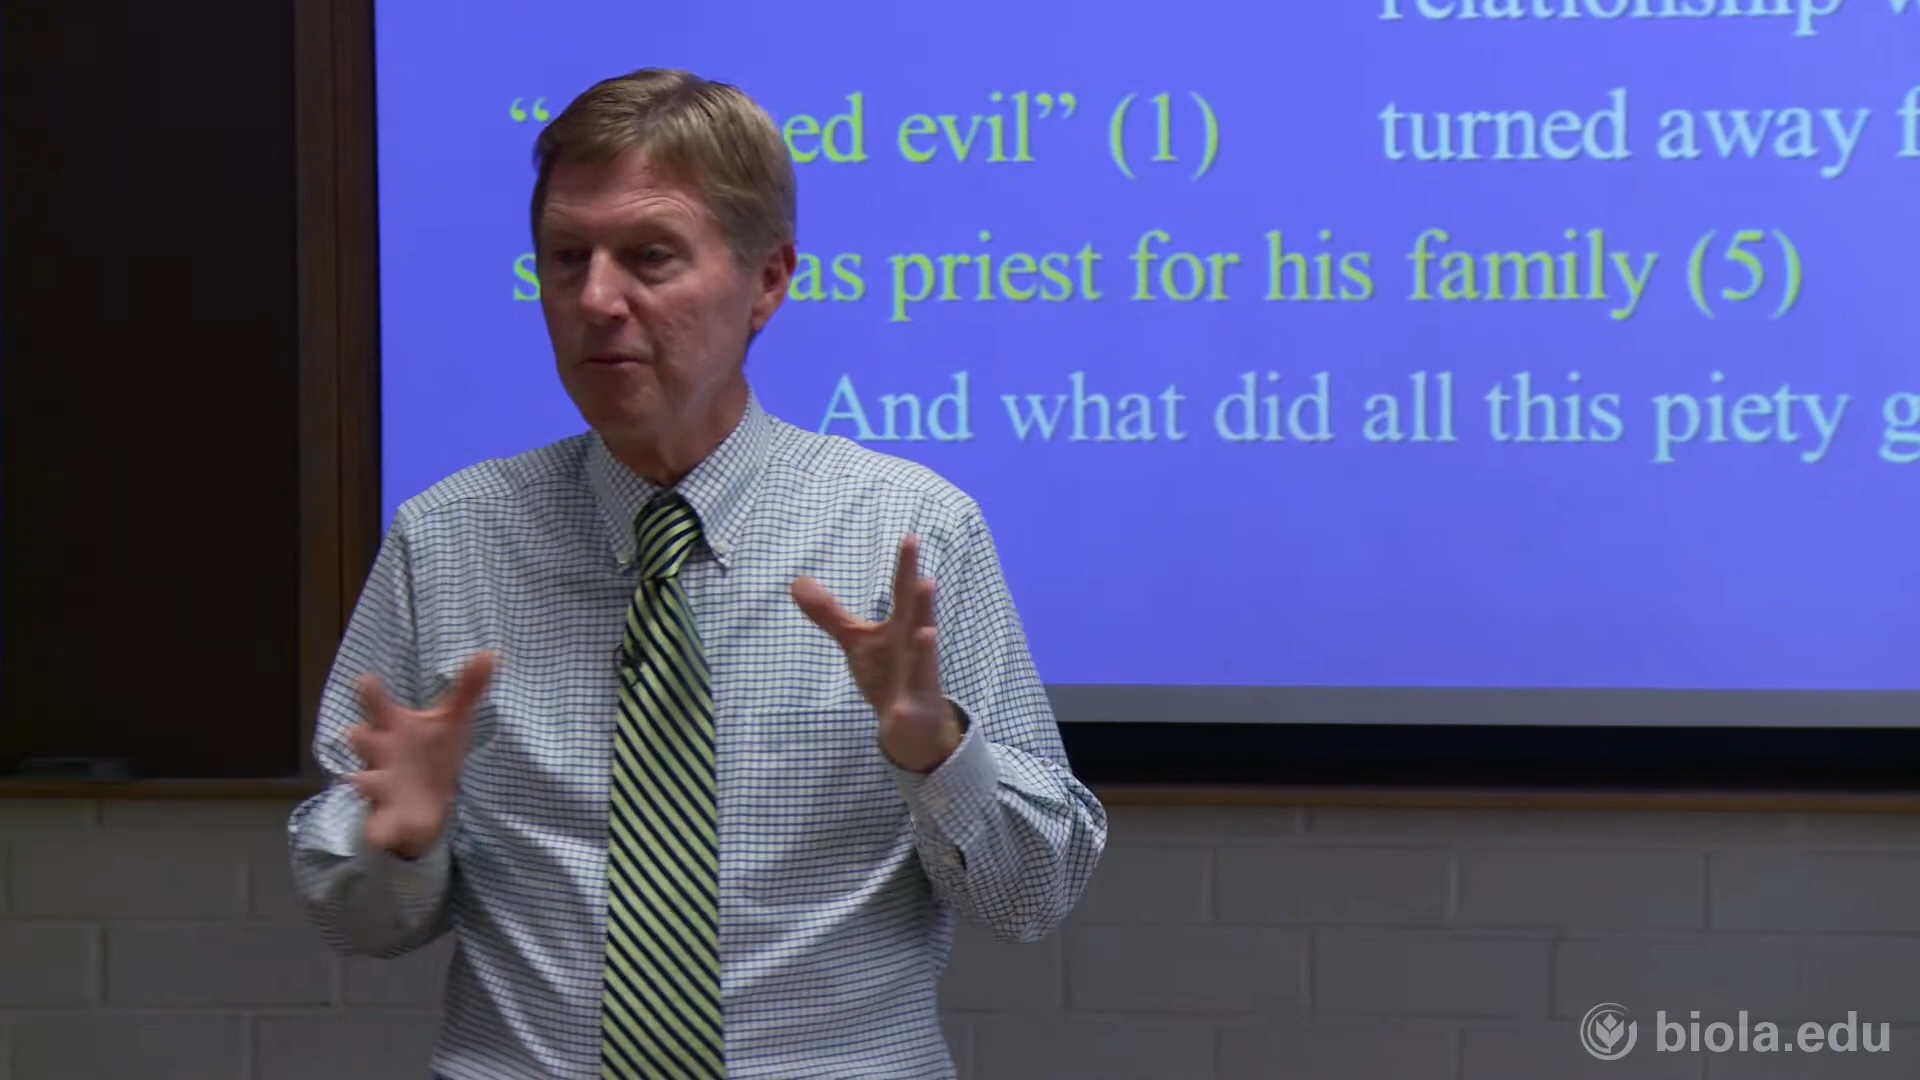 relationship
“ ed evil” (1) turned away
as priest for his family (5)
And what did all this piety
biola.edu